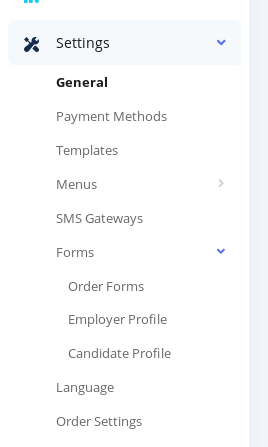 Settings
General
Payment Methods
Templates
Menus
SMS Gateways
Forms
Order Forms
Employer Profile
Candidate Profile
Language
Order Settings